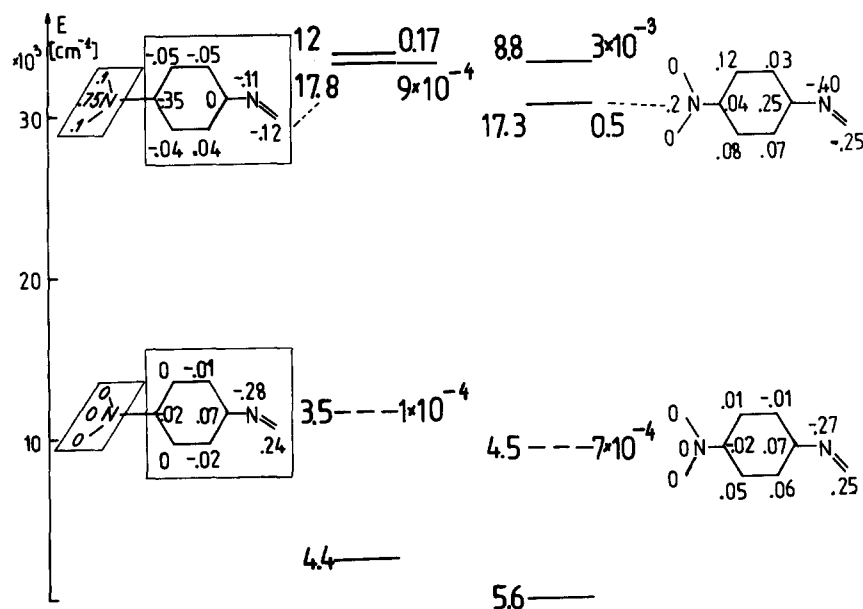 E
[cm⁻¹]
×10³
30
20
10
-.05 -.05
.1
.75 N -.35 0 -.11
N
.1
-.12
-.04 .04
12 0.17
17.8 9×10⁻⁴
8.8 3×10⁻³
17.3 0.5
0 .12 .03
.2 N .04 .25 -.40
N
0
-.25
.08 .07
0 -.01
0
0 N -.02 .07 -.28
N
0
.24
0 -.02
3.5 1×10⁻⁴
4.4
4.5 7×10⁻⁴
5.6
.01 -.01
0
0 N -.02 .07 -.27
N
0
.25
.05 .06